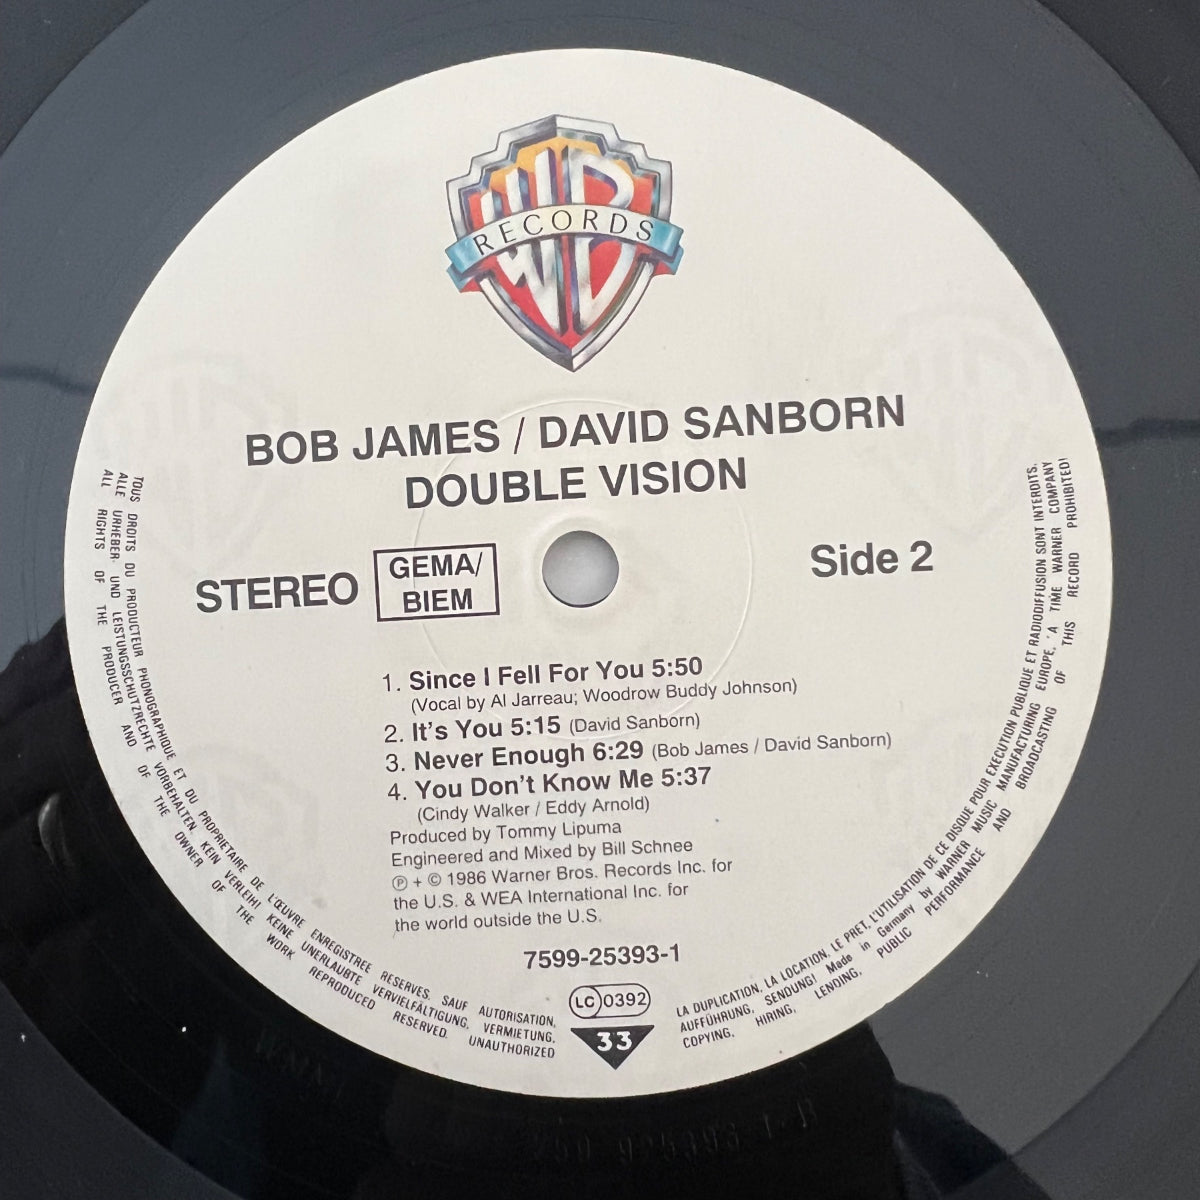 WB
RECORDS
BOB JAMES / DAVID SANBORN
DOUBLE VISION
STEREO
GEMA/
BIEM
Side 2
1. Since I Fell For You 5:50
(Vocal by Al Jarreau; Woodrow Buddy Johnson)
2. It's You 5:15 (David Sanborn)
3. Never Enough 6:29 (Bob James / David Sanborn)
4. You Don't Know Me 5:37
(Cindy Walker / Eddy Arnold)
Produced by Tommy Lipuma
Engineered and Mixed by Bill Schnee
Ⓟ + © 1986 Warner Bros. Records Inc. for
the U.S. & WEA International Inc. for
the world outside the U.S.
7599-25393-1
LC 0392
33
TOUS DROITS DU PRODUCTEUR PHONOGRAPHIQUE ET DU PROPRIETAIRE DE L'ŒUVRE ENREGISTREE RESERVES. SAUF AUTORISATION, LA DUPLICATION, LA LOCATION, LE PRET, L'UTILISATION DE CE DISQUE POUR EXECUTION PUBLIQUE ET RADIODIFFUSION SONT INTERDITS.
ALLE URHEBER- UND LEISTUNGSSCHUTZRECHTE VORBEHALTEN. KEIN VERLEIH! KEINE UNERLAUBTE VERVIELFÄLTIGUNG, VERMIETUNG, AUFFÜHRUNG, SENDUNG! Made in Germany by WARNER MUSIC MANUFACTURING EUROPE, A TIME WARNER COMPANY
ALL RIGHTS OF THE PRODUCER AND OF THE OWNER OF THE WORK REPRODUCED RESERVED. UNAUTHORIZED COPYING, HIRING, LENDING, PUBLIC PERFORMANCE AND BROADCASTING OF THIS RECORD PROHIBITED!